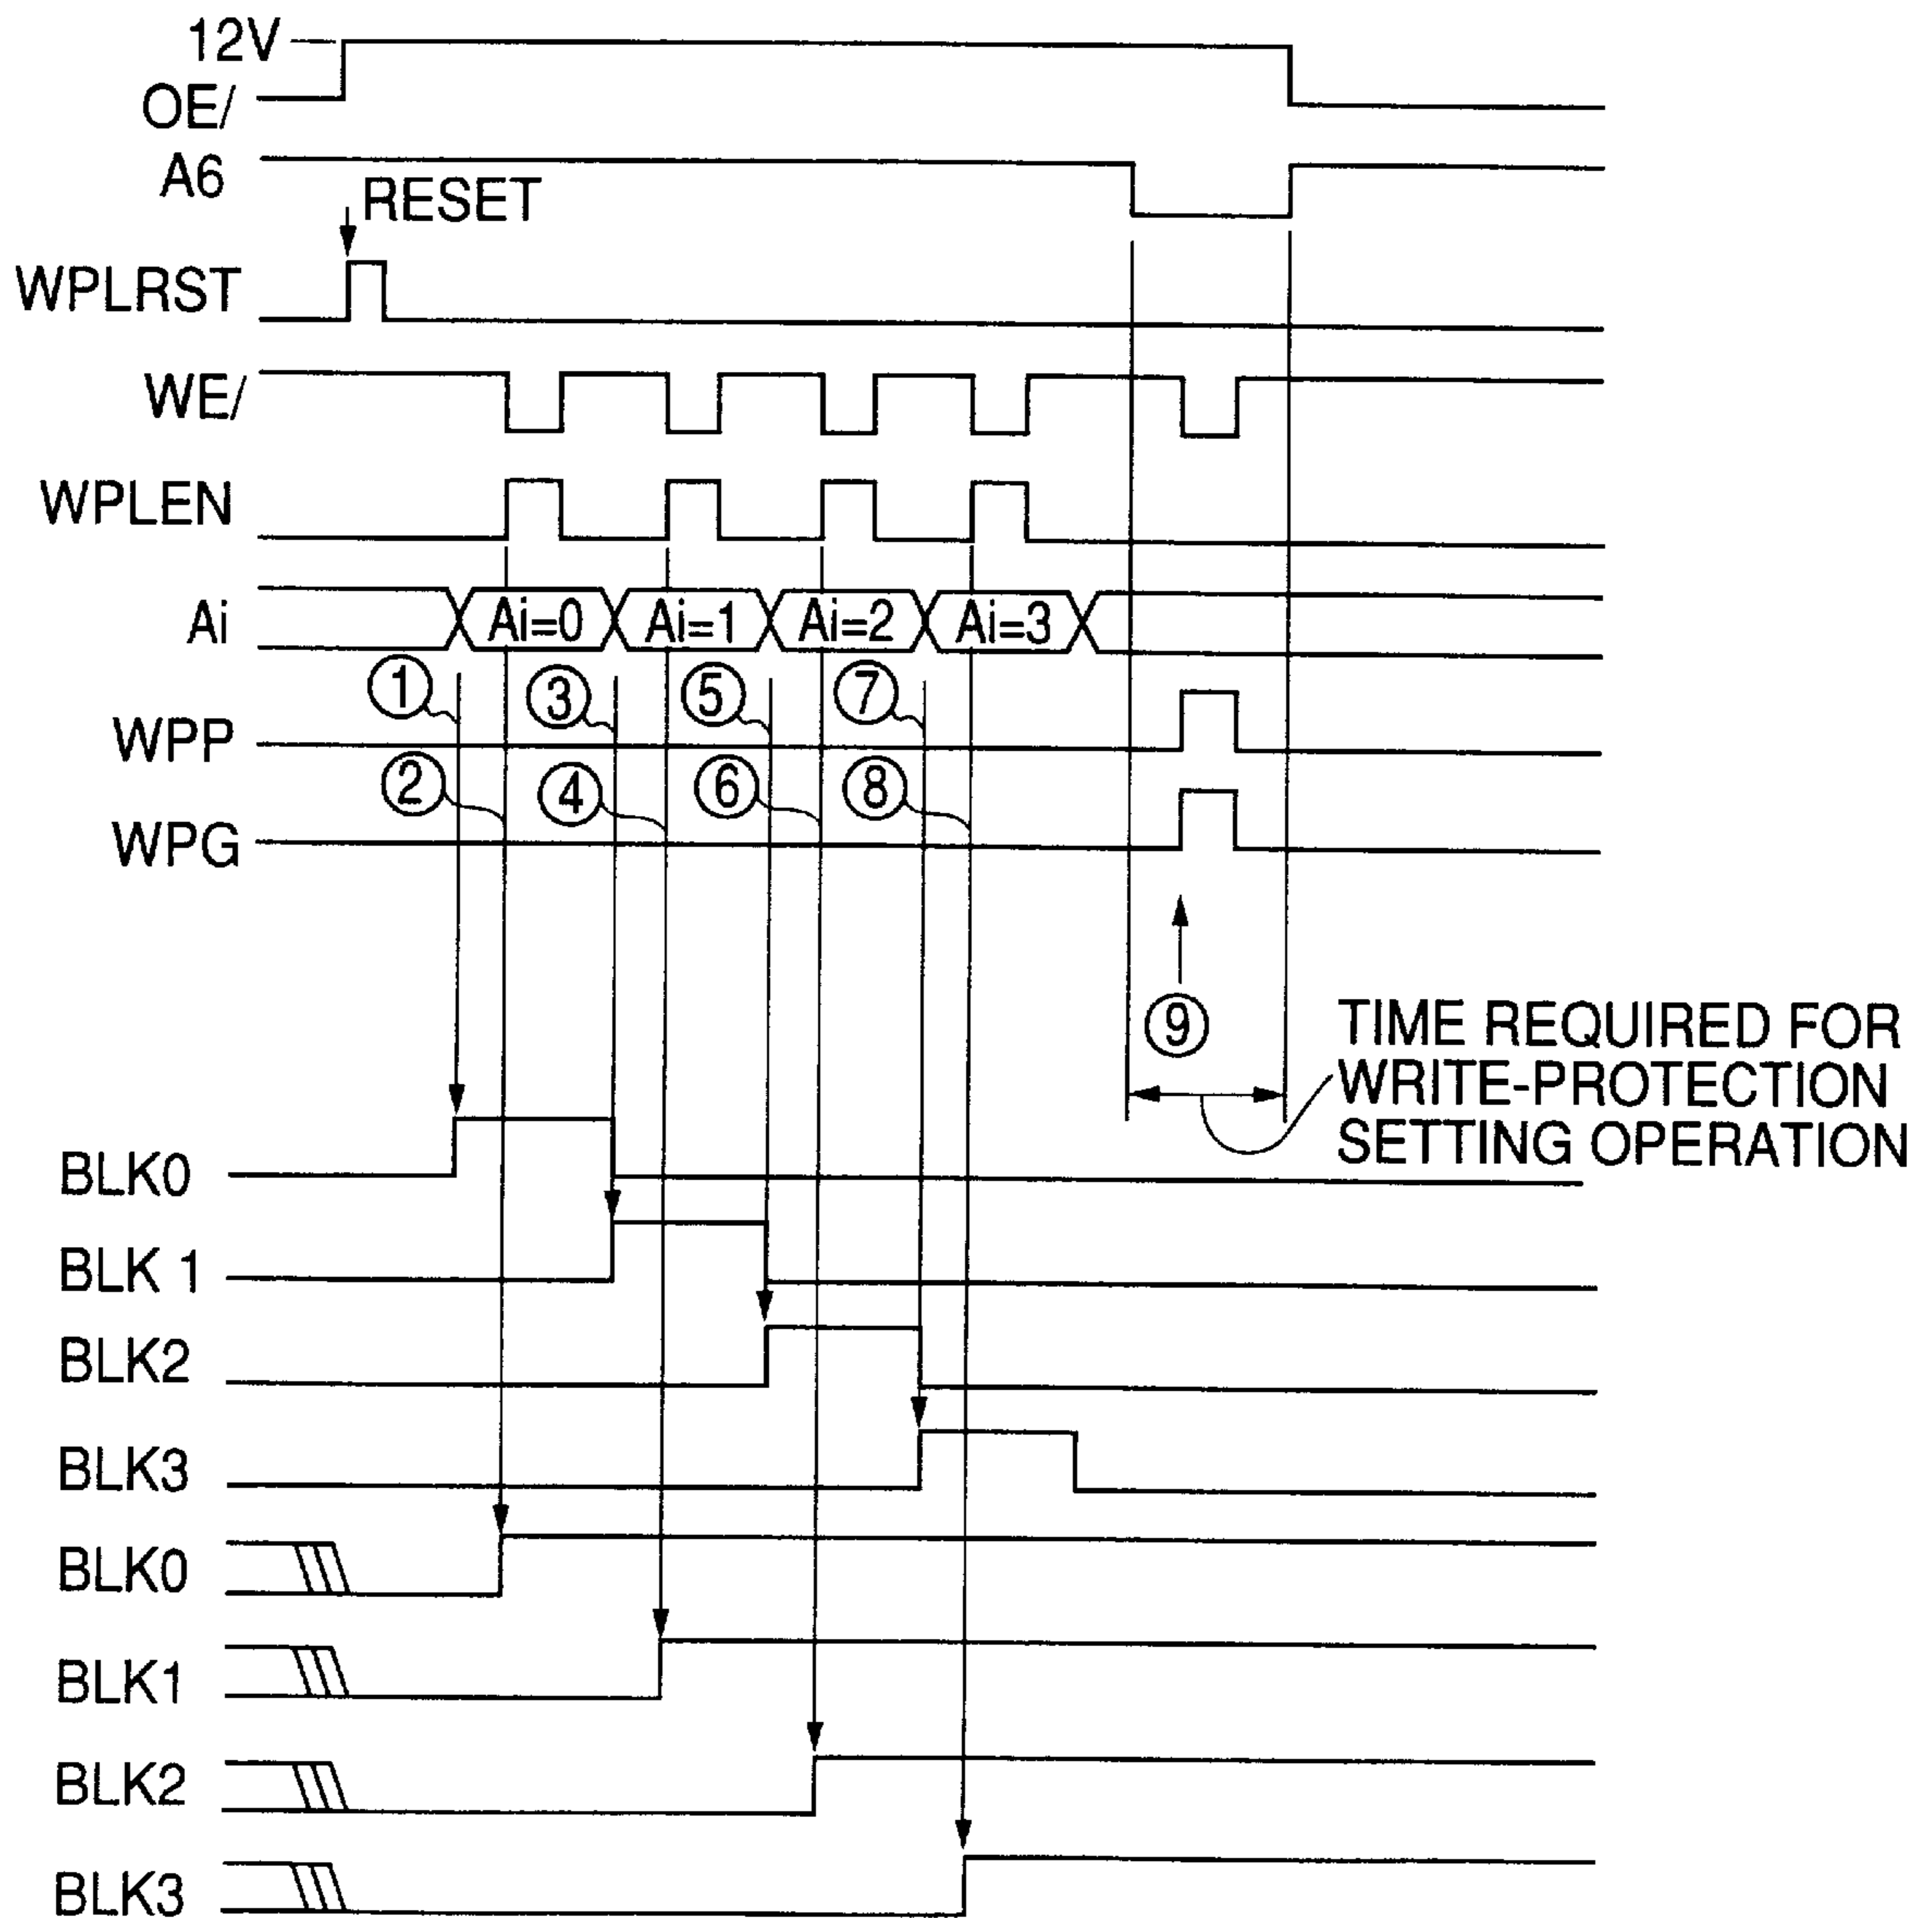 12V
OE/
A6
RESET
WPLRST
WE/
WPLEN
Ai
Ai=0
Ai=1
Ai=2
Ai=3
①
③
⑤
⑦
WPP
②
④
⑥
⑧
WPG
⑨
TIME REQUIRED FOR
WRITE-PROTECTION
SETTING OPERATION
BLK0
BLK 1
BLK2
BLK3
BLK0
BLK1
BLK2
BLK3